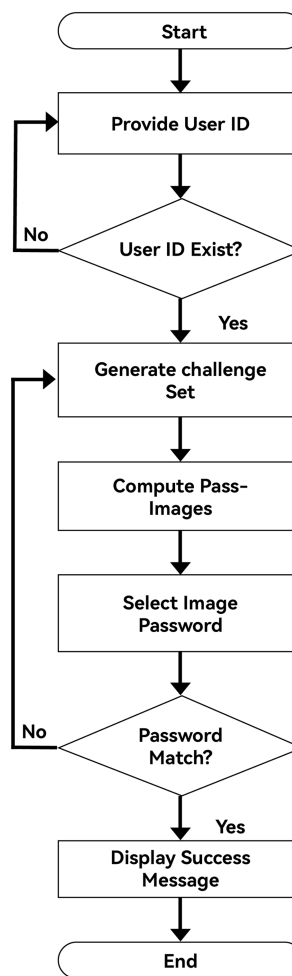 Start
Provide User ID
User ID Exist?
No
Yes
Generate challenge
Set
Compute Pass-
Images
Select Image
Password
Password
Match?
No
Yes
Display Success
Message
End